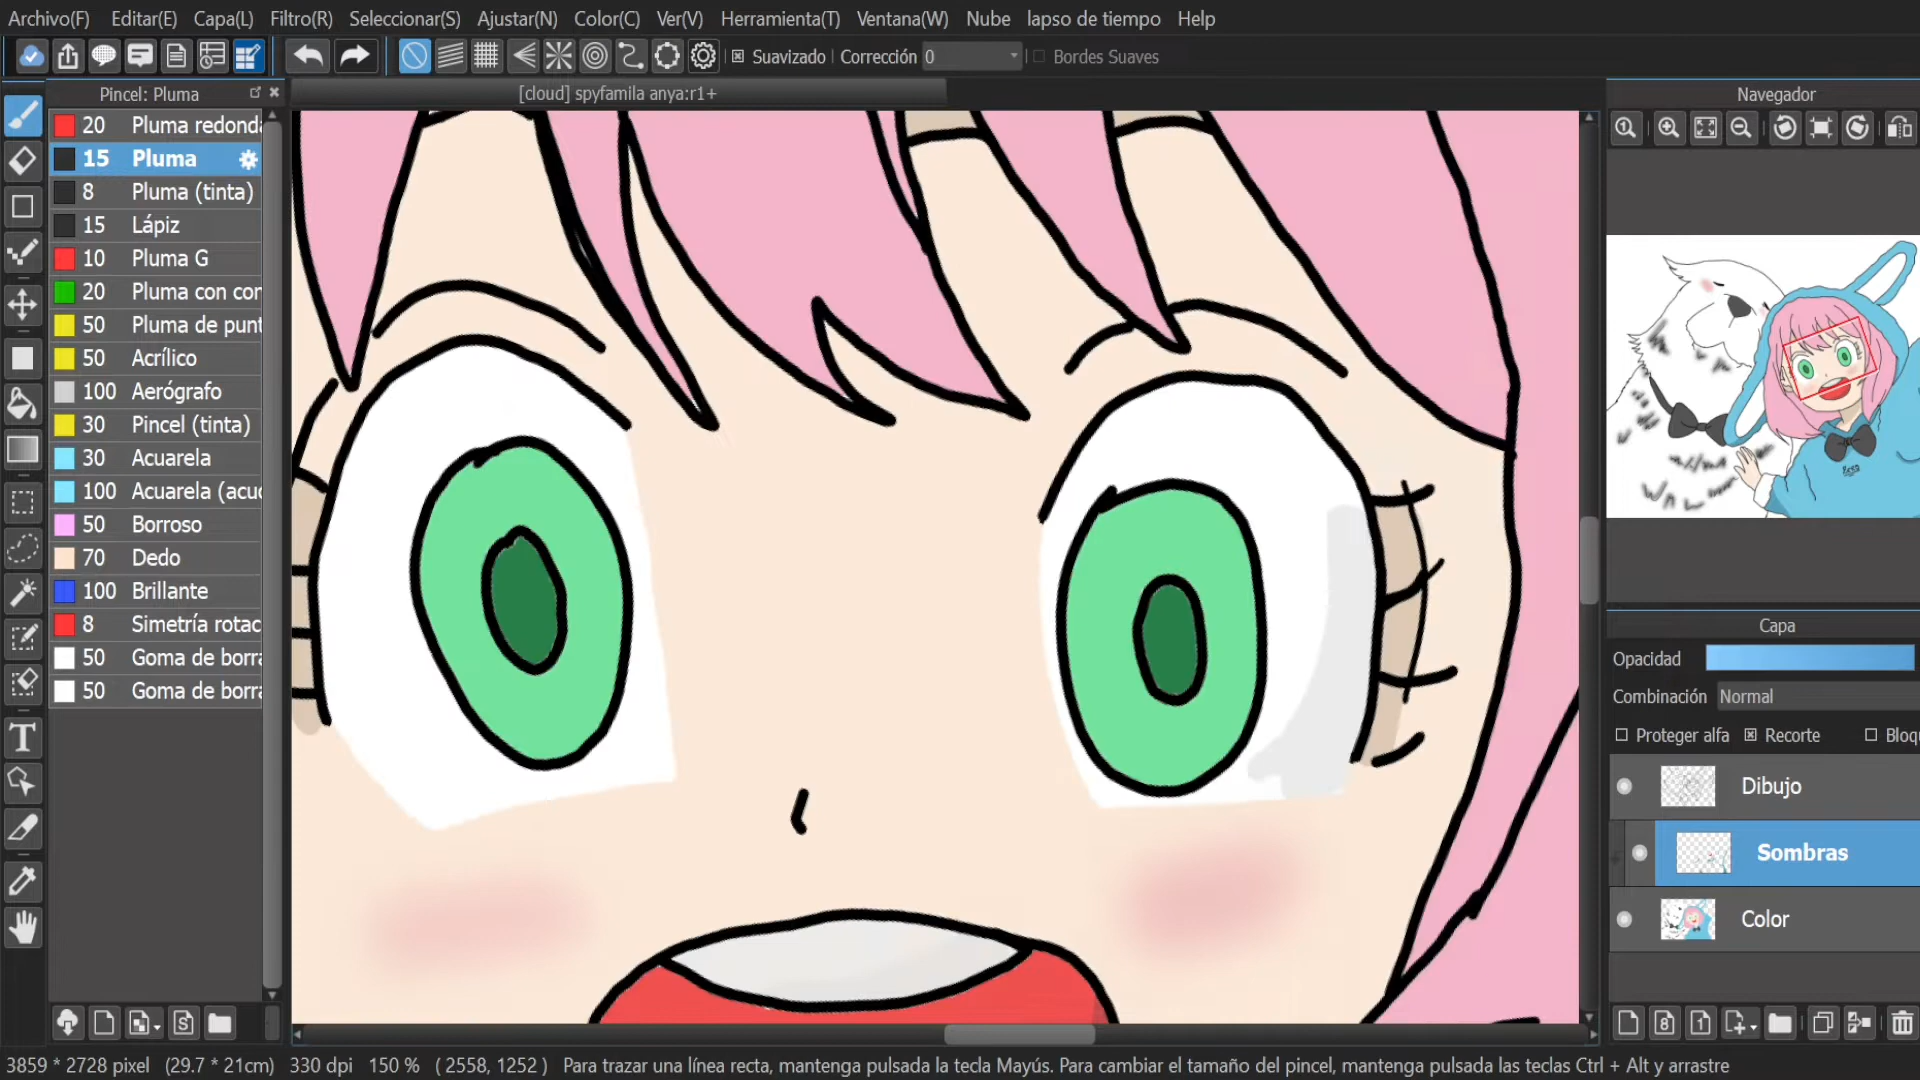 Archivo(F) Editar(E) Capa(L) Filtro(R) Seleccionar(S) Ajustar(N) Color(C) Ver(V) Herramienta(T) Ventana(W) Nube lapso de tiempo Help
Suavizado Corrección 0 Bordes Suaves
Pincel: Pluma
[cloud] spyfamila anya:r1+
Navegador
20 Pluma redonda
15 Pluma
8 Pluma (tinta)
15 Lápiz
10 Pluma G
20 Pluma con cor
50 Pluma de punt
50 Acrílico
100 Aerógrafo
30 Pincel (tinta)
30 Acuarela
100 Acuarela (acuo
50 Borroso
70 Dedo
100 Brillante
8 Simetría rotac
50 Goma de borra
50 Goma de borra
Capa
Opacidad
Combinación Normal
Proteger alfa Recorte Bloq
Dibujo
Sombras
Color
3859 * 2728 pixel (29.7 * 21cm) 330 dpi 150 % ( 2558, 1252 ) Para trazar una línea recta, mantenga pulsada la tecla Mayús. Para cambiar el tamaño del pincel, mantenga pulsada las teclas Ctrl + Alt y arrastre